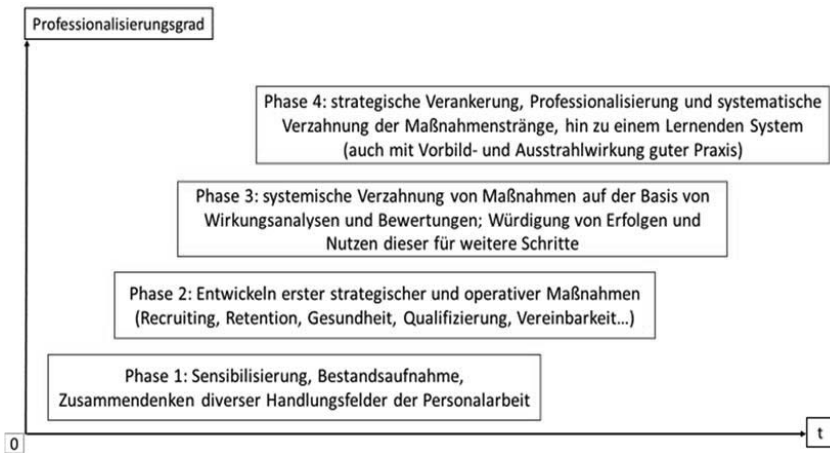 Professionalisierungsgrad
Phase 4: strategische Verankerung, Professionalisierung und systematische
Verzahnung der Maßnahmenstränge, hin zu einem Lernenden System
(auch mit Vorbild- und Ausstrahlwirkung guter Praxis)
Phase 3: systemische Verzahnung von Maßnahmen auf der Basis von
Wirkungsanalysen und Bewertungen; Würdigung von Erfolgen und
Nutzen dieser für weitere Schritte
Phase 2: Entwickeln erster strategischer und operativer Maßnahmen
(Recruiting, Retention, Gesundheit, Qualifizierung, Vereinbarkeit...)
Phase 1: Sensibilisierung, Bestandsaufnahme,
Zusammendenken diverser Handlungsfelder der Personalarbeit
0
t